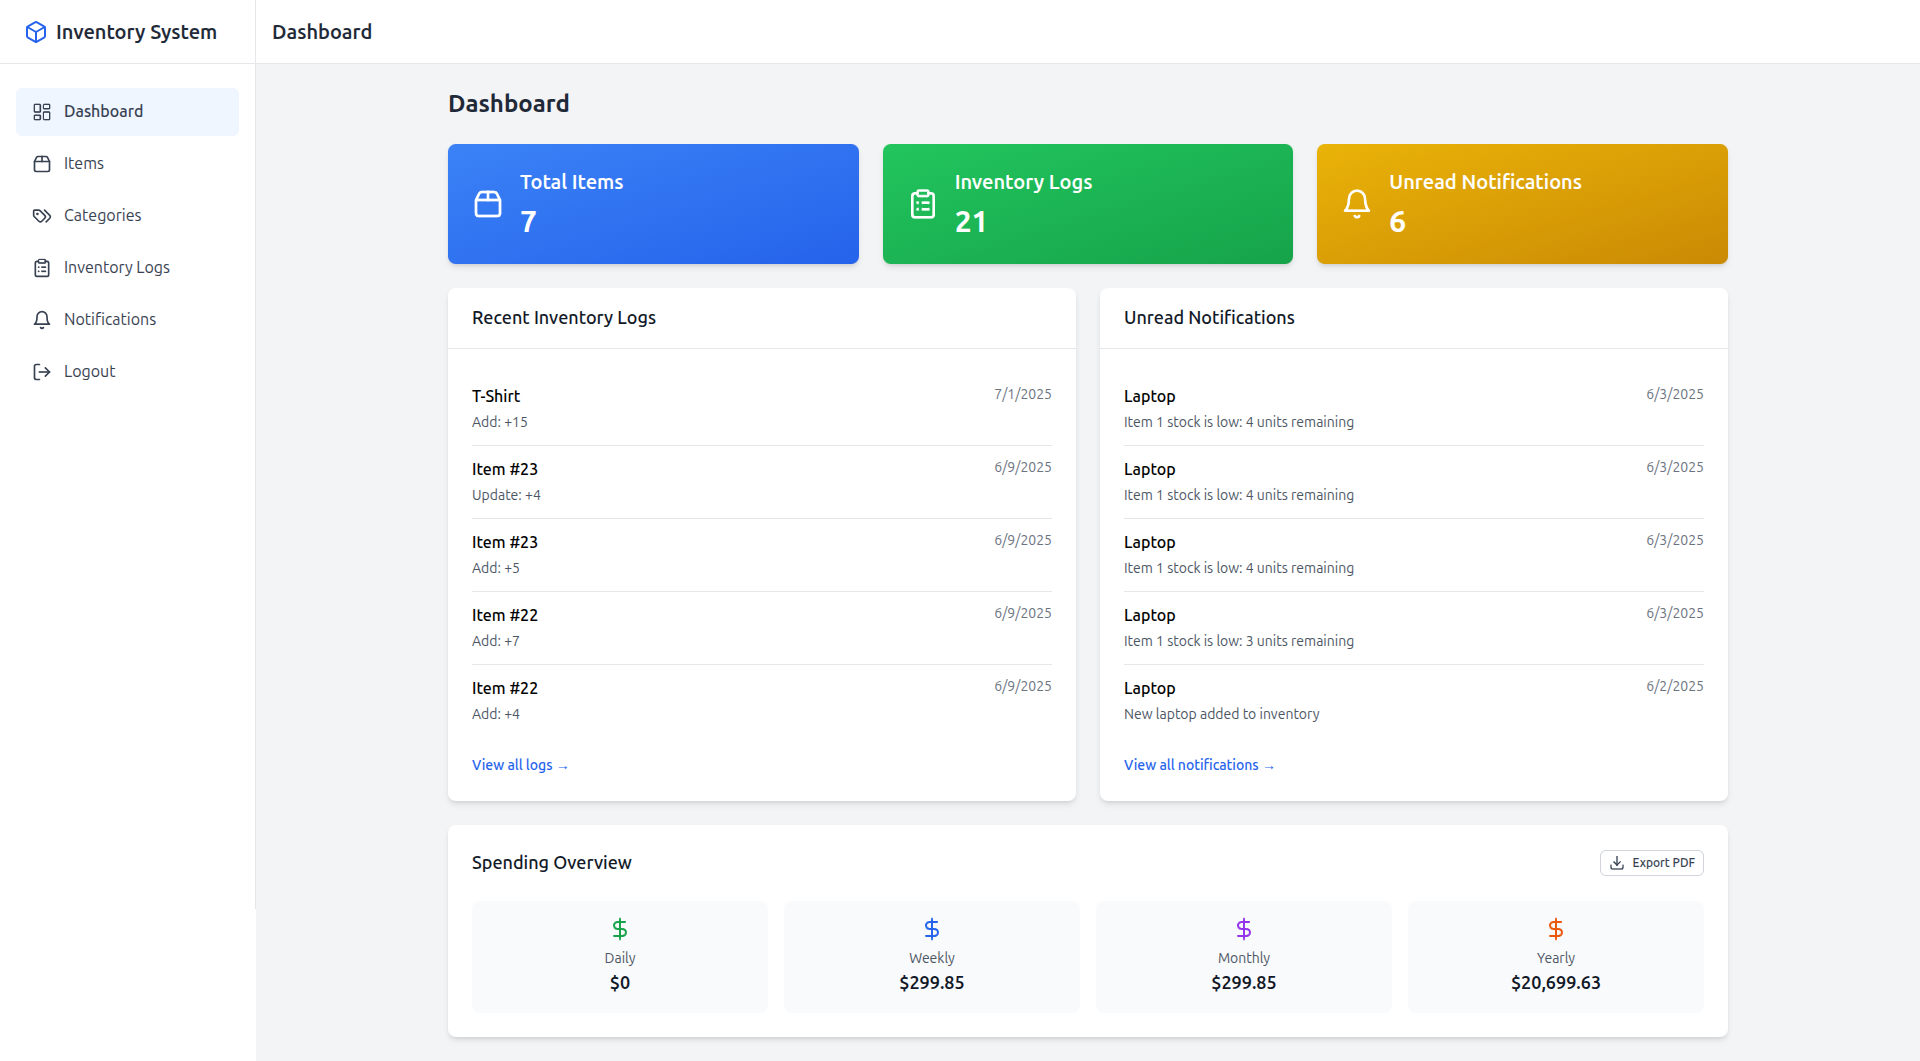 Inventory System
Dashboard
Dashboard
Items
Categories
Inventory Logs
Notifications
Logout
Dashboard
Total Items
7
Inventory Logs
21
Unread Notifications
6
Recent Inventory Logs
T-Shirt 7/1/2025
Add: +15
Item #23 6/9/2025
Update: +4
Item #23 6/9/2025
Add: +5
Item #22 6/9/2025
Add: +7
Item #22 6/9/2025
Add: +4
View all logs →
Unread Notifications
Laptop 6/3/2025
Item 1 stock is low: 4 units remaining
Laptop 6/3/2025
Item 1 stock is low: 4 units remaining
Laptop 6/3/2025
Item 1 stock is low: 4 units remaining
Laptop 6/3/2025
Item 1 stock is low: 3 units remaining
Laptop 6/2/2025
New laptop added to inventory
View all notifications →
Spending Overview
Export PDF
Daily
$0
Weekly
$299.85
Monthly
$299.85
Yearly
$20,699.63